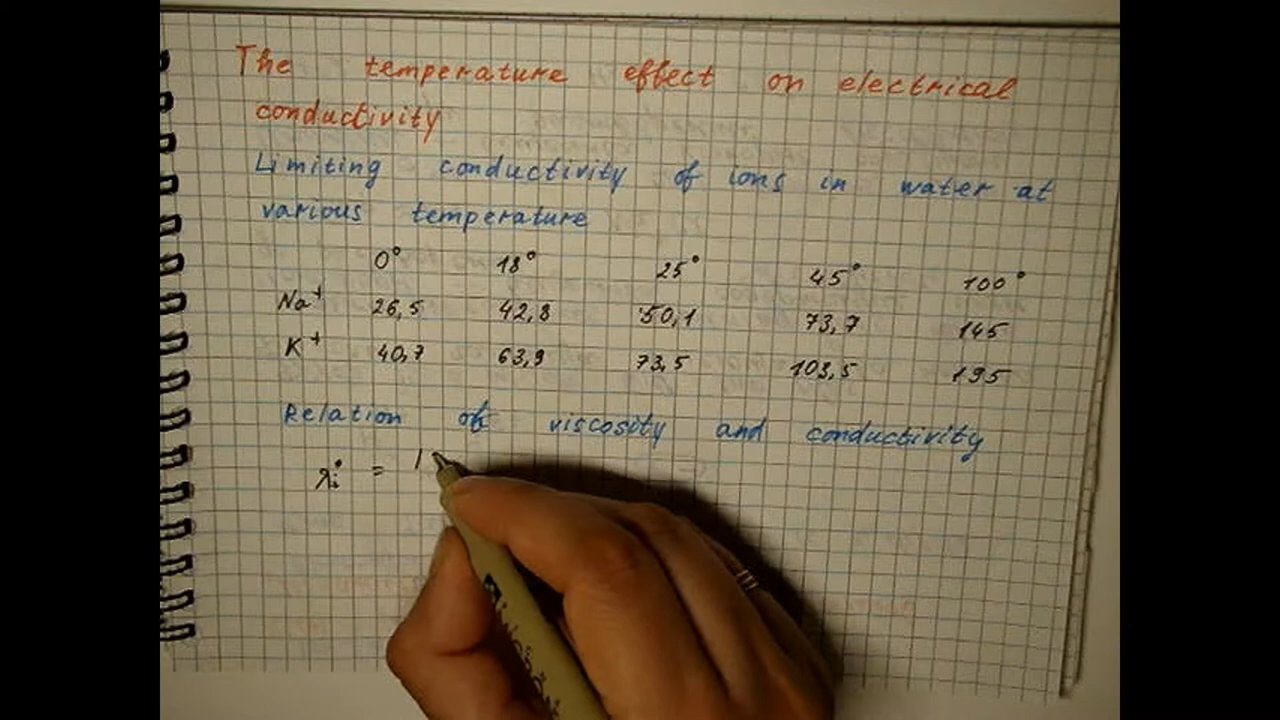 The temperature effect on electrical
conductivity
Limiting conductivity of ions in water at
various temperature
0° 18° 25° 45° 100°
Na⁺ 26,5 42,8 50,1 73,7 145
K⁺ 40,7 63,9 73,5 103,5 195
Relation of viscosity and conductivity
λi° =